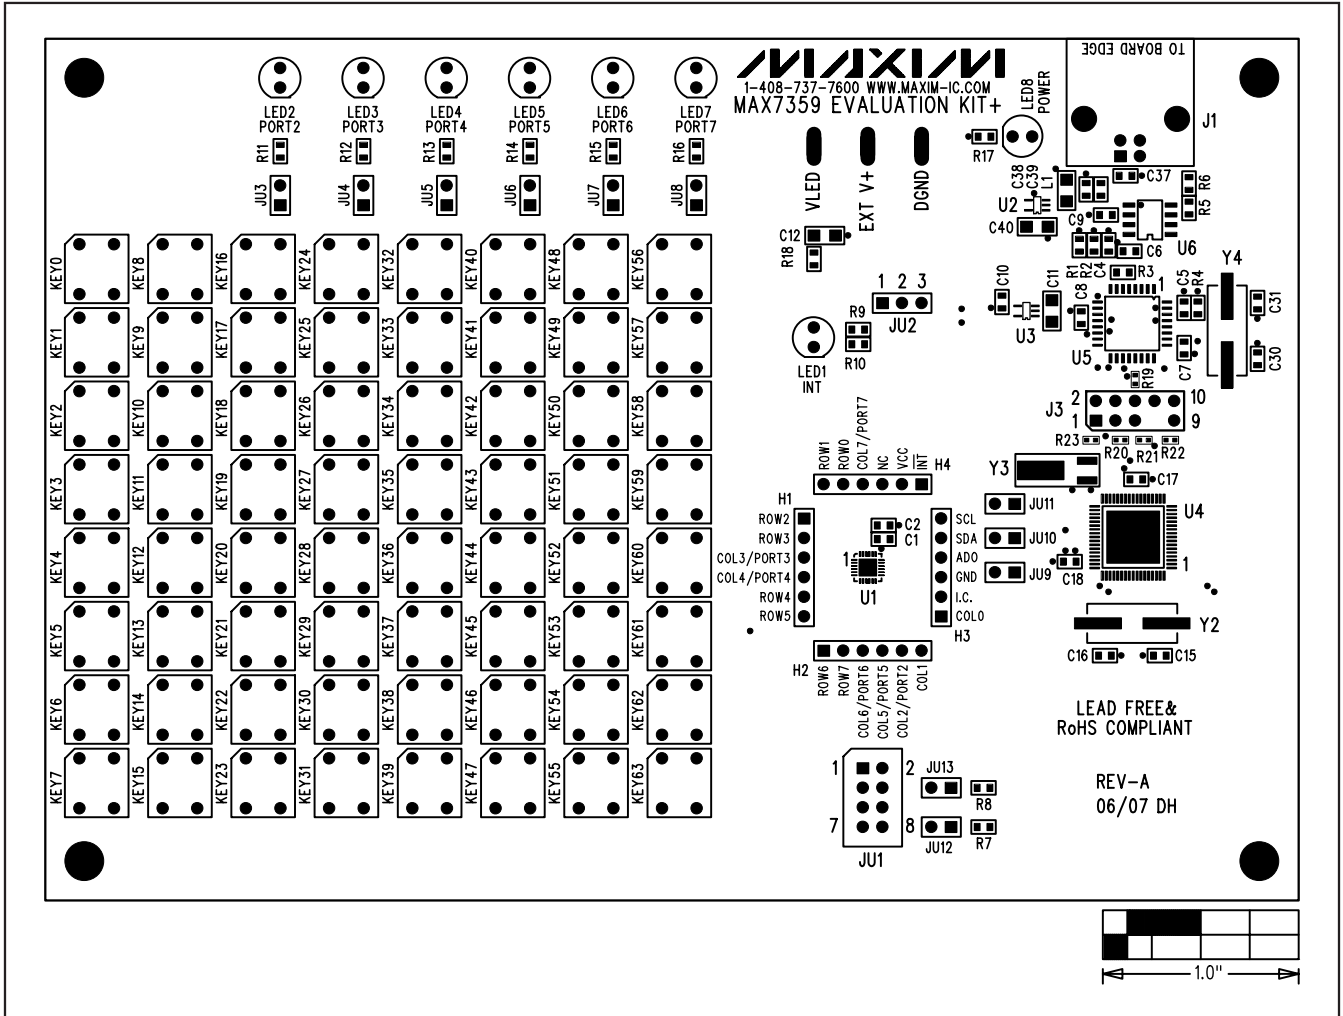 TO BOARD EDGE
MAXIM
1-408-737-7600 WWW.MAXIM-IC.COM
MAX7359 EVALUATION KIT+
LED2
PORT2
LED3
PORT3
LED4
PORT4
LED5
PORT5
LED6
PORT6
LED7
PORT7
LED8
POWER
J1
R11
R12
R13
R14
R15
R16
R17
JU3
JU4
JU5
JU6
JU7
JU8
VLED
EXT V+
DGND
C38
C39
L1
C37
R6
R5
U2
C9
C40
C12
R18
U6
R1
R2
C4
C6
R3
Y4
KEY0
KEY8
KEY16
KEY24
KEY32
KEY40
KEY48
KEY56
1 2 3
JU2
C10
C11
U3
C8
1
C5
R4
C31
KEY1
KEY9
KEY17
KEY25
KEY33
KEY41
KEY49
KEY57
R9
R10
LED1
INT
U5
R19
C7
C30
KEY2
KEY10
KEY18
KEY26
KEY34
KEY42
KEY50
KEY58
J3
2
10
1
9
R23
R20
R21
R22
ROW1
ROW0
COL7/PORT7
NC
VCC
INT
H4
Y3
C17
KEY3
KEY11
KEY19
KEY27
KEY35
KEY43
KEY51
KEY59
H1
ROW2
ROW3
COL3/PORT3
COL4/PORT4
ROW4
ROW5
C2
C1
1
U1
SCL
SDA
ADO
GND
I.C.
COL0
H3
JU11
JU10
JU9
U4
1
C18
KEY4
KEY12
KEY20
KEY28
KEY36
KEY44
KEY52
KEY60
KEY5
KEY13
KEY21
KEY29
KEY37
KEY45
KEY53
KEY61
H2
ROW6
ROW7
COL6/PORT6
COL5/PORT5
COL2/PORT2
COL1
Y2
C16
C15
KEY6
KEY14
KEY22
KEY30
KEY38
KEY46
KEY54
KEY62
LEAD FREE&
RoHS COMPLIANT
KEY7
KEY15
KEY23
KEY31
KEY39
KEY47
KEY55
KEY63
1
2
7
8
JU1
JU13
R8
JU12
R7
REV-A
06/07 DH
1.0"